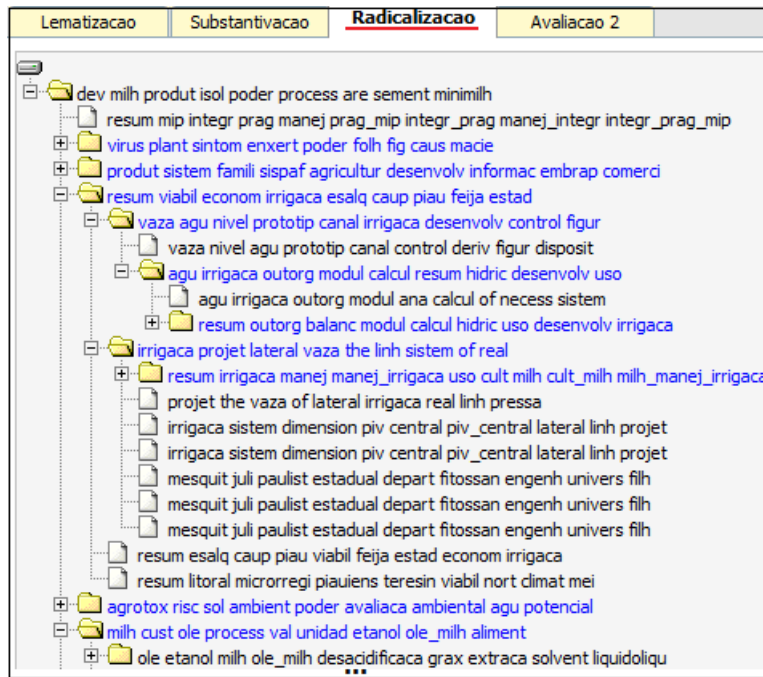 Lematizacao
Substantivacao
Radicalizacao
Avaliacao 2
dev milh produt isol poder process are sement minimilh
resum mip integr prag manej prag_mip integr_prag manej_integr integr_prag_mip
virus plant sintom enxert poder folh fig caus macie
produt sistem famili sispaf agricultur desenvolv informac embrap comerci
resum viabil econom irrigaca esalq caup piau feija estad
vaza agu nivel prototip canal irrigaca desenvolv control figur
vaza nivel agu prototip canal control deriv figur disposit
agu irrigaca outorg modul calcul resum hidric desenvolv uso
agu irrigaca outorg modul ana calcul of necess sistem
resum outorg balanc modul calcul hidric uso desenvolv irrigaca
irrigaca projet lateral vaza the linh sistem of real
resum irrigaca manej manej_irrigaca uso cult milh cult_milh milh_manej_irrigaca
projet the vaza of lateral irrigaca real linh pressa
irrigaca sistem dimension piv central piv_central lateral linh projet
irrigaca sistem dimension piv central piv_central lateral linh projet
mesquit juli paulist estadual depart fitossan engenh univers filh
mesquit juli paulist estadual depart fitossan engenh univers filh
mesquit juli paulist estadual depart fitossan engenh univers filh
resum esalq caup piau viabil feija estad econom irrigaca
resum litoral microrregi piauiens teresin viabil nort climat mei
agrotox risc sol ambient poder avaliaca ambiental agu potencial
milh cust ole process val unidad etanol ole_milh aliment
ole etanol milh ole_milh desacidificaca grax extraca solvent liquidoliqu
...